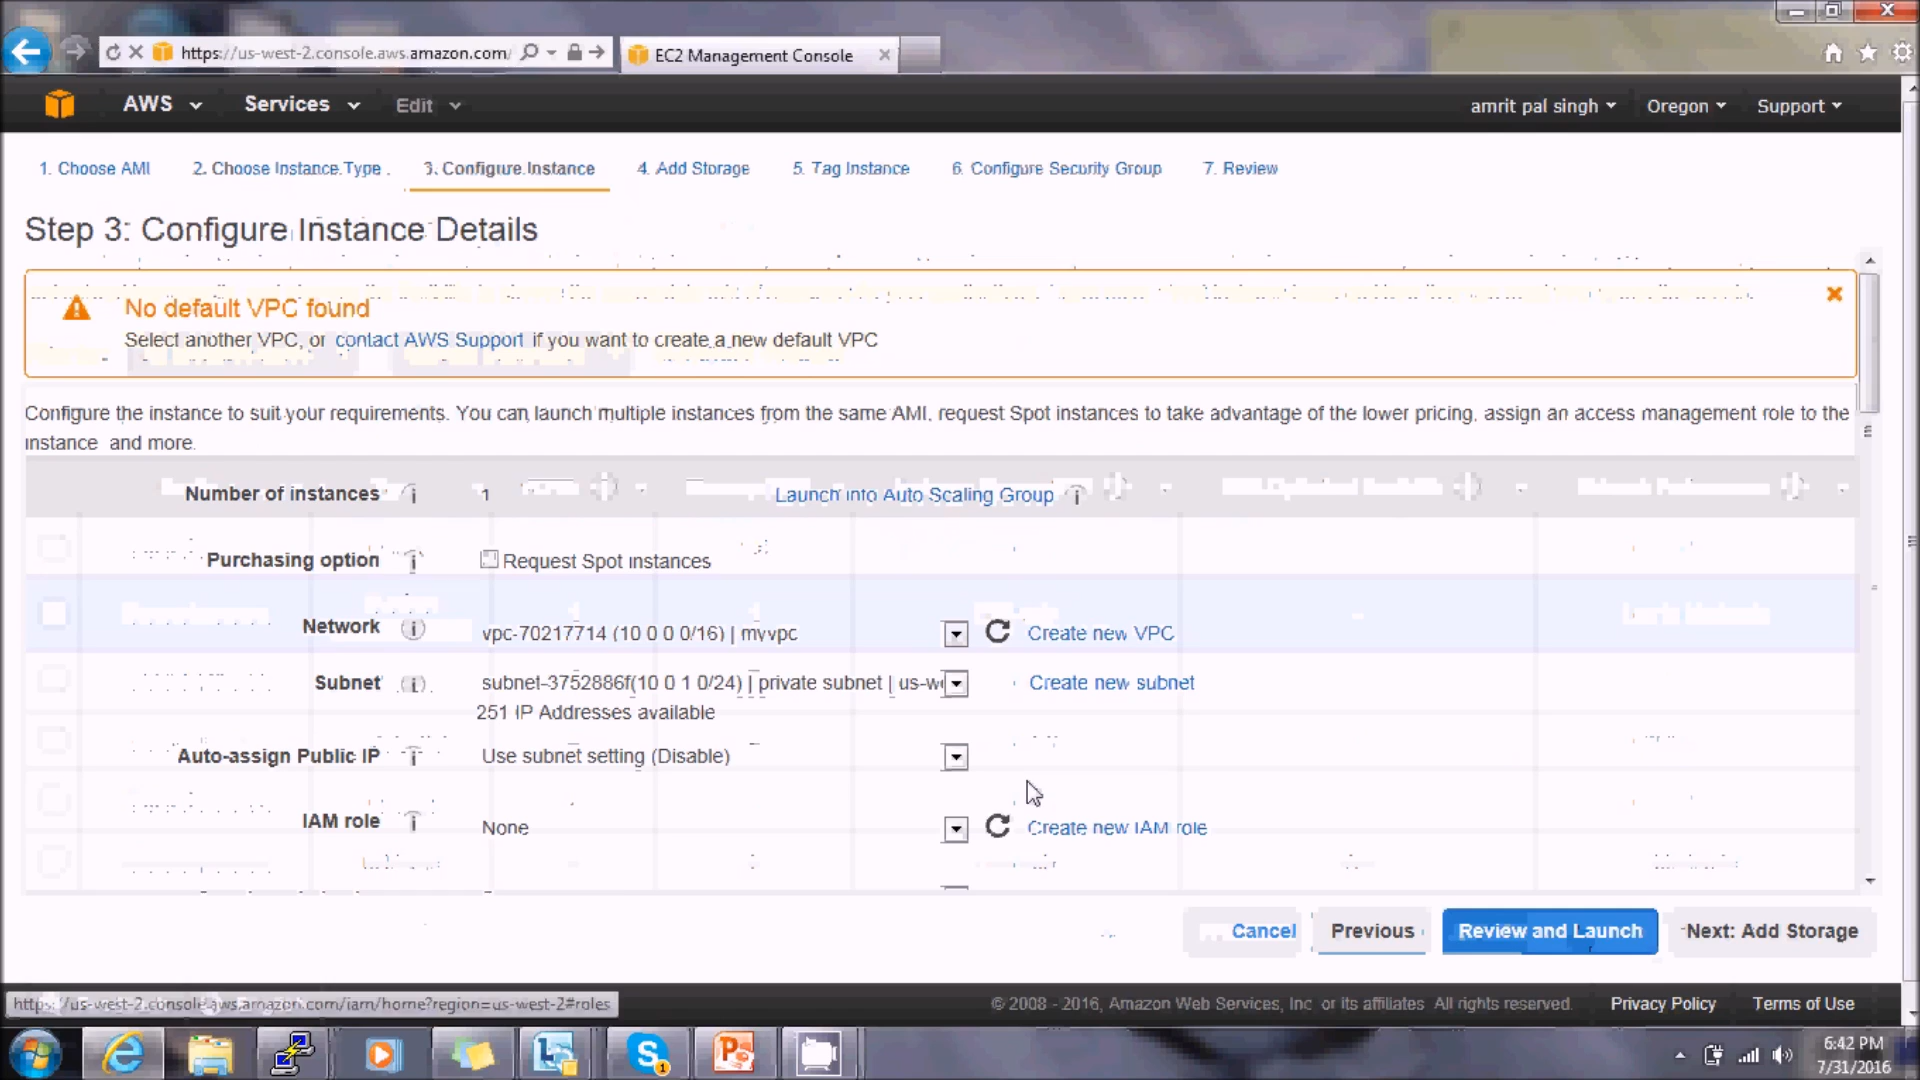 https://us-west-2.console.aws.amazon.com/
EC2 Management Console
AWS
Services
Edit
amrit pal singh
Oregon
Support
1. Choose AMI
2. Choose Instance Type
3. Configure Instance
4. Add Storage
5. Tag Instance
6. Configure Security Group
7. Review
Step 3: Configure Instance Details
No default VPC found
Select another VPC, or contact AWS Support if you want to create a new default VPC
Configure the instance to suit your requirements. You can launch multiple instances from the same AMI, request Spot instances to take advantage of the lower pricing, assign an access management role to the
instance and more.
Number of instances i 1 Launch into Auto Scaling Group i
Purchasing option i Request Spot instances
Network i vpc-70217714 (10 0 0 0/16) | myvpc Create new VPC
Subnet i subnet-3752886f(10 0 1 0/24) | private subnet | us-w Create new subnet
251 IP Addresses available
Auto-assign Public IP i Use subnet setting (Disable)
IAM role i None Create new IAM role
Cancel
Previous
Review and Launch
Next: Add Storage
https://us-west-2.console.aws.amazon.com/iam/home?region=us-west-2#roles
© 2008 - 2016, Amazon Web Services, Inc or its affiliates All rights reserved.
Privacy Policy
Terms of Use
6:42 PM
7/31/2016